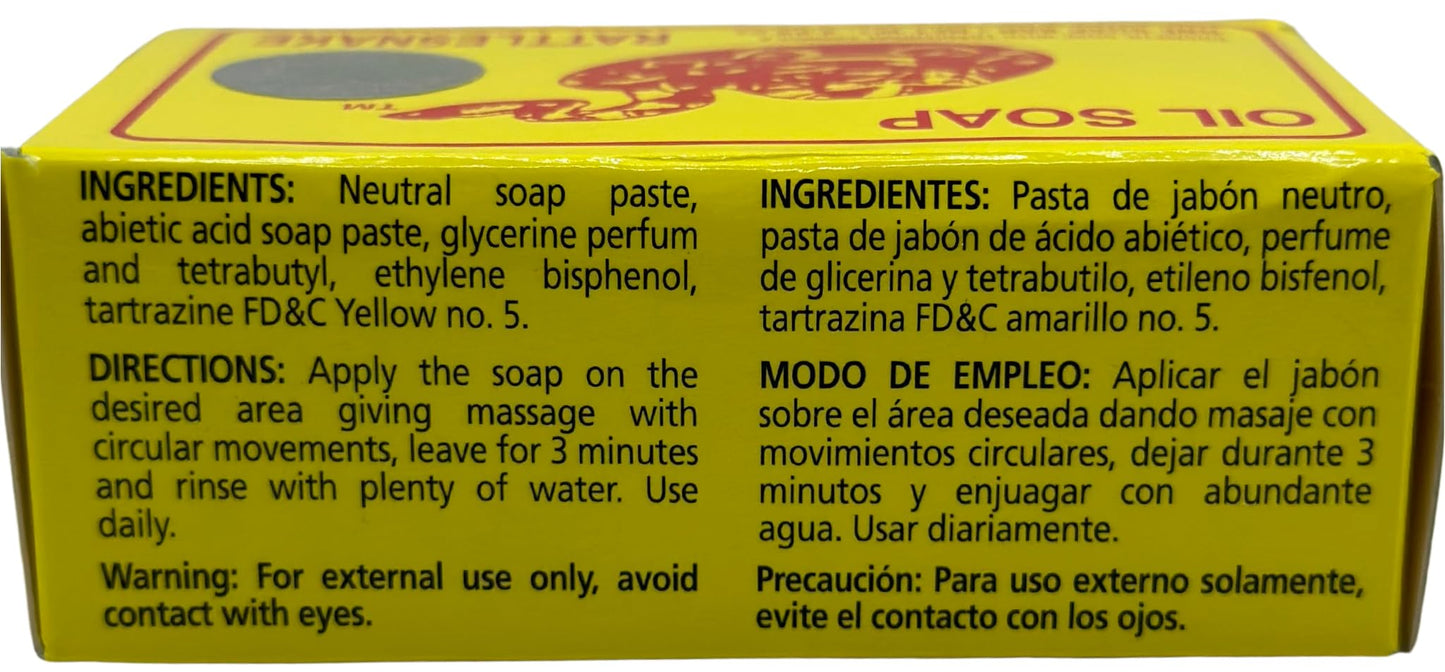 RATTLESNAKE
TM
OIL SOAP
INGREDIENTS: Neutral soap paste,
abietic acid soap paste, glycerine perfum
and tetrabutyl, ethylene bisphenol,
tartrazine FD&C Yellow no. 5.
DIRECTIONS: Apply the soap on the
desired area giving massage with
circular movements, leave for 3 minutes
and rinse with plenty of water. Use
daily.
Warning: For external use only, avoid
contact with eyes.
INGREDIENTES: Pasta de jabón neutro,
pasta de jabón de ácido abiético, perfume
de glicerina y tetrabutilo, etileno bisfenol,
tartrazina FD&C amarillo no. 5.
MODO DE EMPLEO: Aplicar el jabón
sobre el área deseada dando masaje con
movimientos circulares, dejar durante 3
minutos y enjuagar con abundante
agua. Usar diariamente.
Precaución: Para uso externo solamente,
evite el contacto con los ojos.